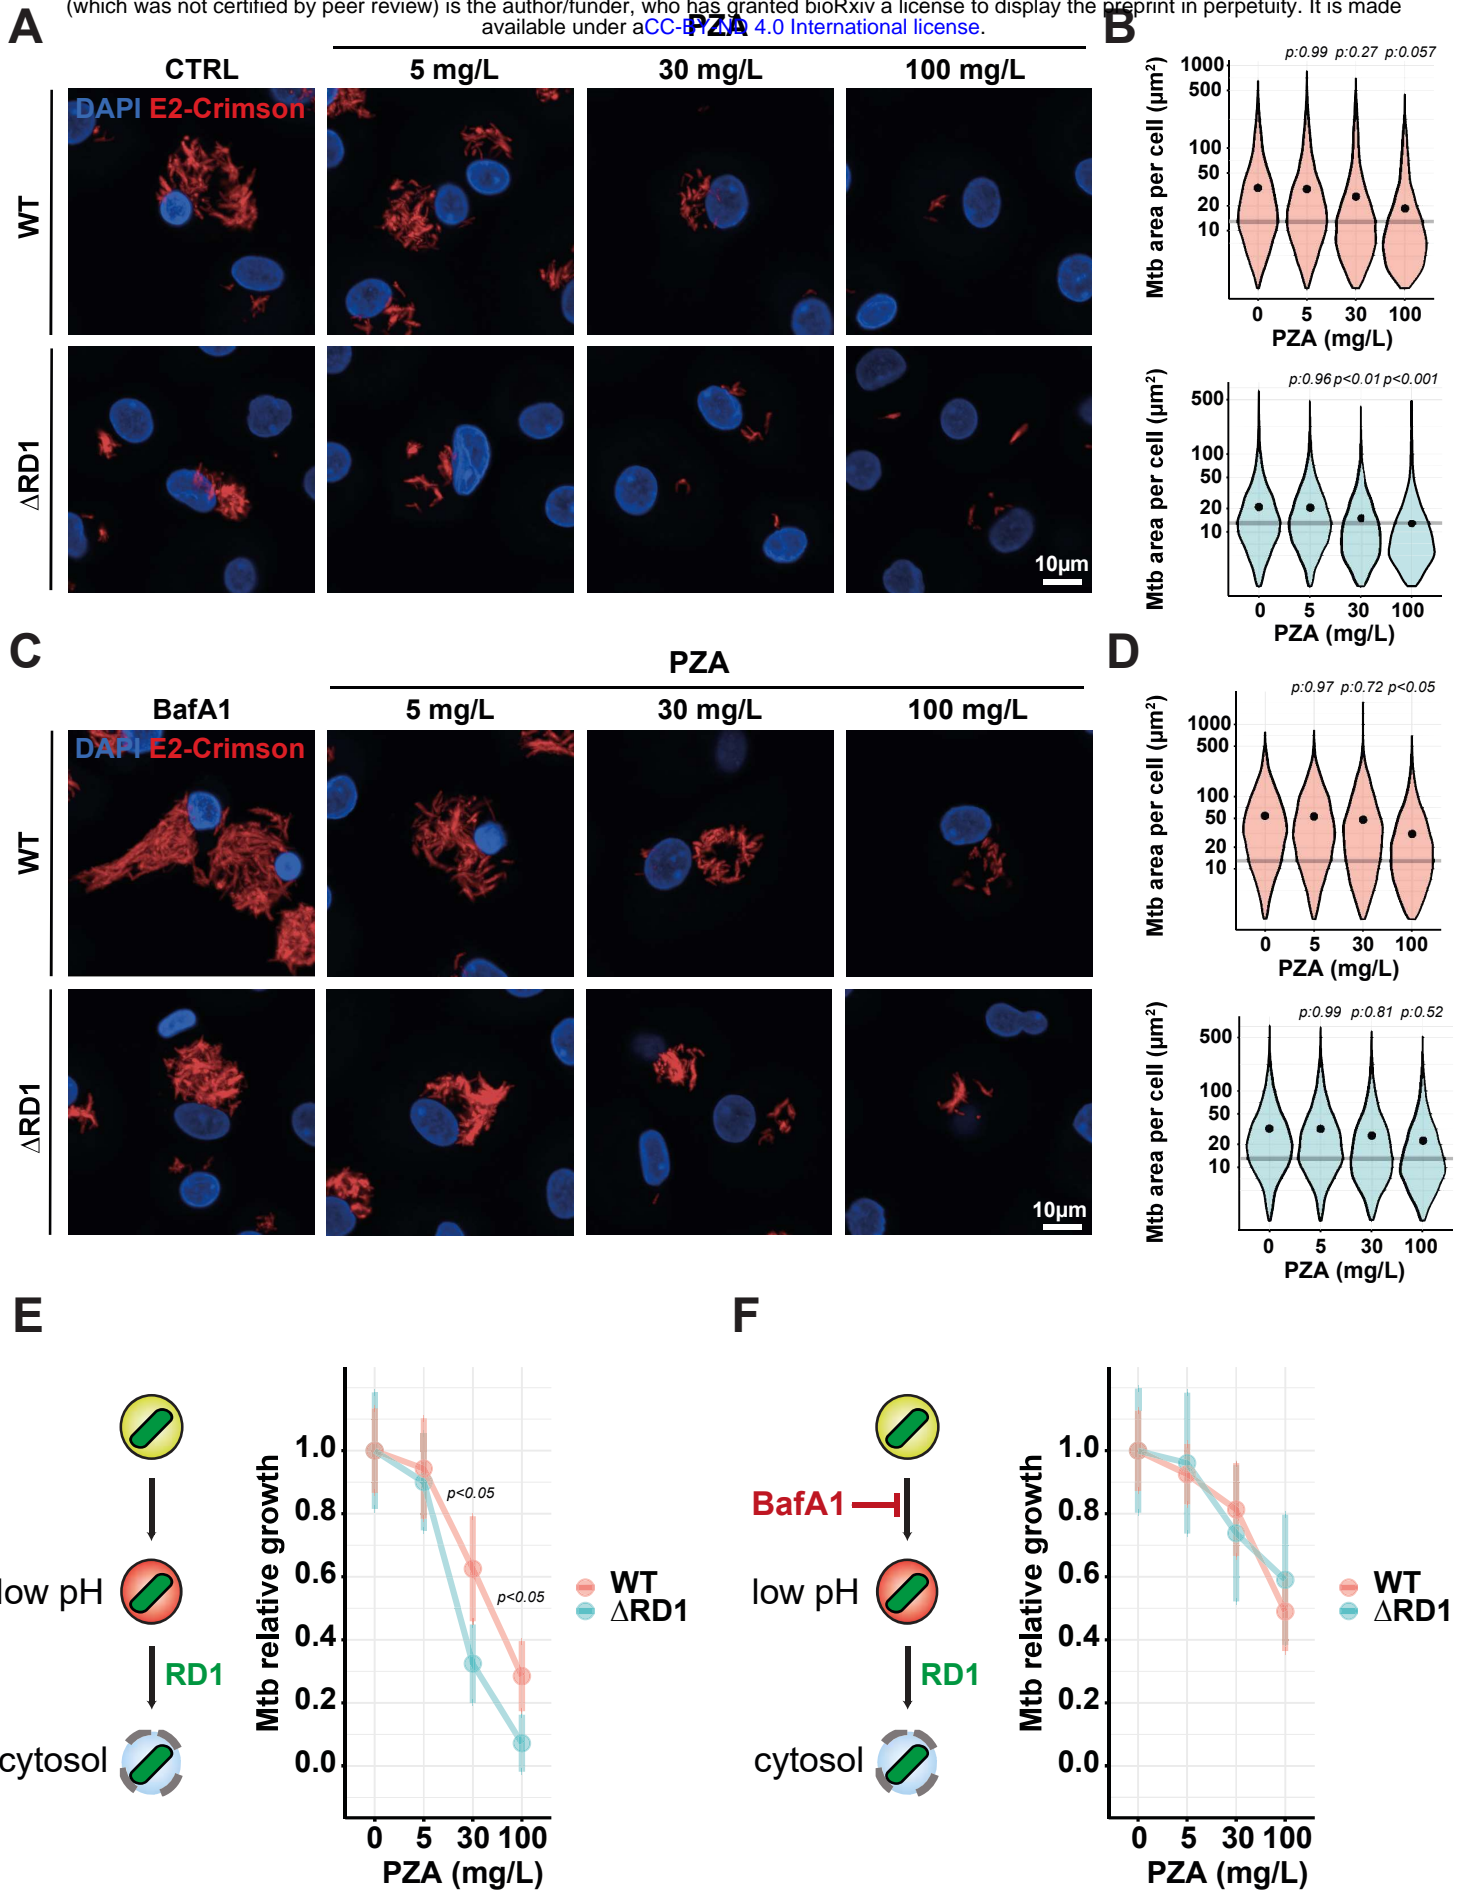 (which was not certified by peer review) is the author/funder, who has granted bioRxiv a license to display the preprint in perpetuity. It is made
available under aCC-BY-ND 4.0 International license.
A
PZA
CTRL 5 mg/L 30 mg/L 100 mg/L
DAPI E2-Crimson
WT
ΔRD1
10µm
B
p:0.99 p:0.27 p:0.057
Mtb area per cell (µm²)
1000
500
100
50
20
10
0 5 30 100
PZA (mg/L)
p:0.96 p<0.01 p<0.001
Mtb area per cell (µm²)
500
100
50
20
10
0 5 30 100
PZA (mg/L)
C
PZA
BafA1 5 mg/L 30 mg/L 100 mg/L
DAPI E2-Crimson
WT
ΔRD1
10µm
D
p:0.97 p:0.72 p<0.05
Mtb area per cell (µm²)
1000
500
100
50
20
10
0 5 30 100
PZA (mg/L)
p:0.99 p:0.81 p:0.52
Mtb area per cell (µm²)
500
100
50
20
10
0 5 30 100
PZA (mg/L)
E
low pH
RD1
cytosol
Mtb relative growth
1.0
0.8
0.6
0.4
0.2
0.0
p<0.05
p<0.05
WT
ΔRD1
0 5 30 100
PZA (mg/L)
F
BafA1
low pH
RD1
cytosol
Mtb relative growth
1.0
0.8
0.6
0.4
0.2
0.0
WT
ΔRD1
0 5 30 100
PZA (mg/L)